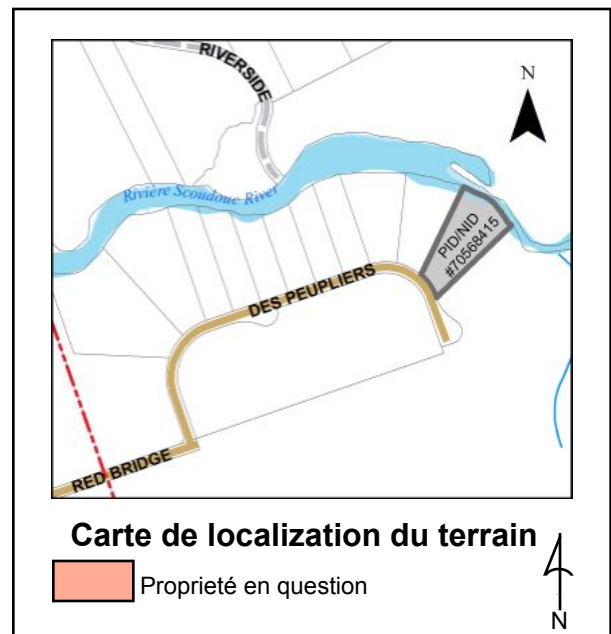 RIVERSIDE
N
Rivière Scoudouc River
PID/NID
#70568415
DES PEUPLIERS
RED BRIDGE
Carte de localization du terrain
Proprieté en question
N